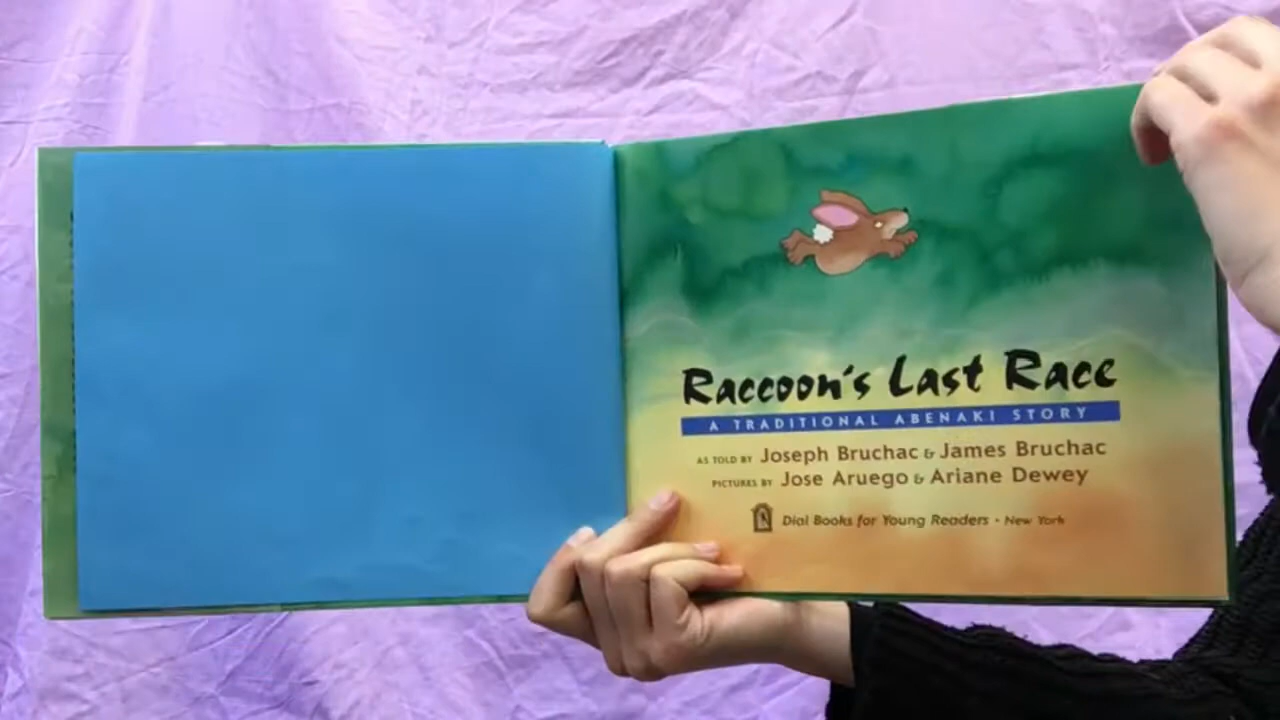 Raccoon's Last Race
A TRADITIONAL ABENAKI STORY
AS TOLD BY Joseph Bruchac & James Bruchac
PICTURES BY Jose Aruego & Ariane Dewey
Dial Books for Young Readers · New York